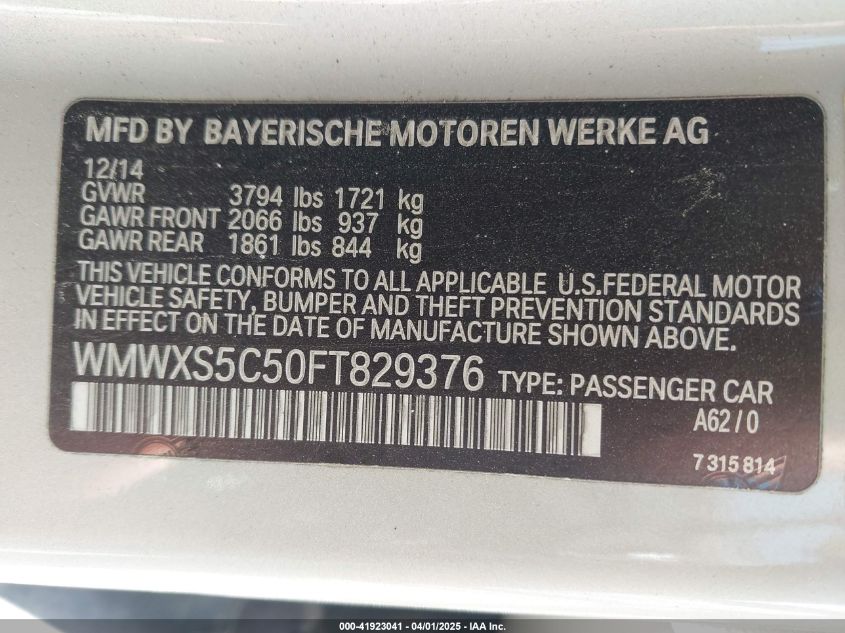 MFD BY BAYERISCHE MOTOREN WERKE AG
12/14
GVWR 3794 lbs 1721 kg
GAWR FRONT 2066 lbs 937 kg
GAWR REAR 1861 lbs 844 kg
THIS VEHICLE CONFORMS TO ALL APPLICABLE U.S.FEDERAL MOTOR
VEHICLE SAFETY, BUMPER AND THEFT PREVENTION STANDARDS
IN EFFECT ON THE DATE OF MANUFACTURE SHOWN ABOVE.
WMWXS5C50FT829376 TYPE: PASSENGER CAR
A62/0
7315814
000-41923041 / 04/01/2025 - IAA Inc.